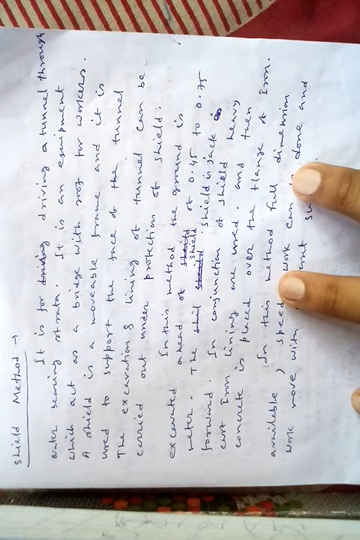 Shield Method →
It is for driving a tunnel through
water bearing strata. It is an equipment
which act as a bridge with roof for workers.
A shield is a moveable frame and it is
used to support the face of the tunnel
The excavation & lining of tunnel can be
carried out under protection of shield.
In this method the ground is
excavated ahead of shield of 0.45 to 0.75
meter. The shield is jack
forward. In conjunction of shield heavy
cast Iron lining are used. and then
concrete is placed over the flange of Iron.
In this method full dimension
available, speed work can done and
work move with